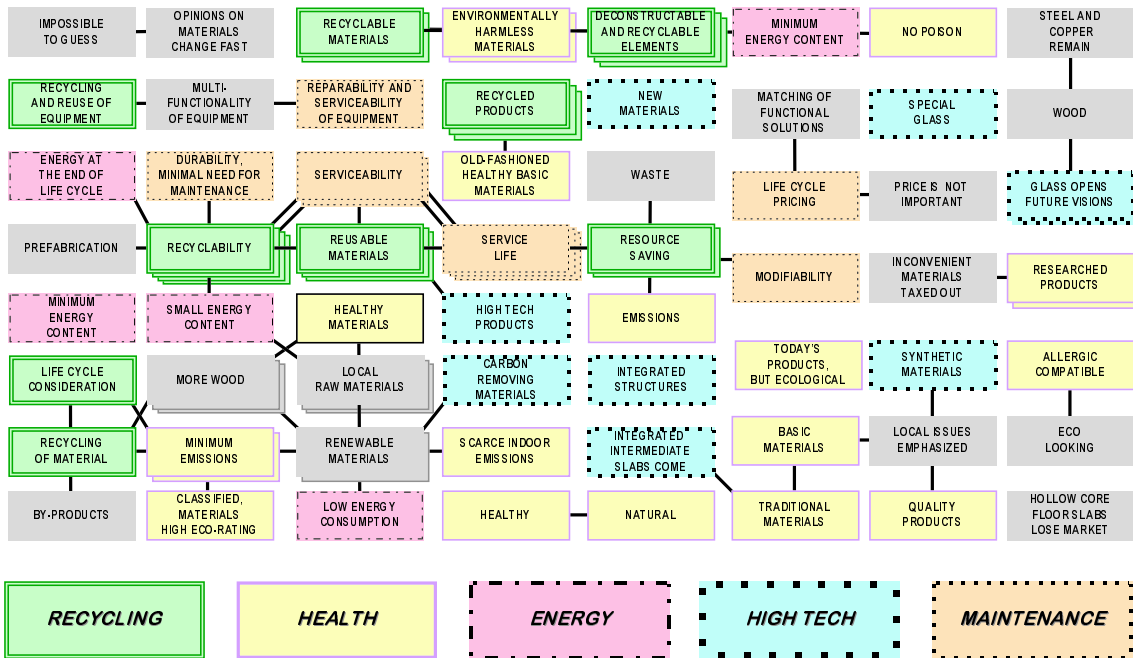 IMPOSSIBLE
TO GUESS
OPINIONS ON
MATERIALS
CHANGE FAST
RECYCLABLE
MATERIALS
ENVIRONMENTALLY
HARMLESS
MATERIALS
DECONSTRUCTABLE
AND RECYCLABLE
ELEMENTS
MINIMUM
ENERGY CONTENT
NO POISON
STEEL AND
COPPER
REMAIN
RECYCLING
AND REUSE OF
EQUIPMENT
MULTI-
FUNCTIONALITY
OF EQUIPMENT
REPARABILITY AND
SERVICEABILITY
OF EQUIPMENT
RECYCLED
PRODUCTS
NEW
MATERIALS
MATCHING OF
FUNCTIONAL
SOLUTIONS
SPECIAL
GLASS
WOOD
ENERGY AT
THE END OF
LIFE CYCLE
DURABILITY,
MINIMAL NEED FOR
MAINTENANCE
SERVICEABILITY
OLD-FASHIONED
HEALTHY BASIC
MATERIALS
WASTE
LIFE CYCLE
PRICING
PRICE IS NOT
IMPORTANT
GLASS OPENS
FUTURE VISIONS
PREFABRICATION
RECYCLABILITY
REUSABLE
MATERIALS
SERVICE
LIFE
RESOURCE
SAVING
MODIFIABILITY
INCONVENIENT
MATERIALS
TAXED OUT
RESEARCHED
PRODUCTS
MINIMUM
ENERGY
CONTENT
SMALL ENERGY
CONTENT
HEALTHY
MATERIALS
HIGH TECH
PRODUCTS
EMISSIONS
LIFE CYCLE
CONSIDERATION
MORE WOOD
LOCAL
RAW MATERIALS
CARBON
REMOVING
MATERIALS
INTEGRATED
STRUCTURES
TODAY'S
PRODUCTS,
BUT ECOLOGICAL
SYNTHETIC
MATERIALS
ALLERGIC
COMPATIBLE
RECYCLING
OF MATERIAL
MINIMUM
EMISSIONS
RENEWABLE
MATERIALS
SCARCE INDOOR
EMISSIONS
INTEGRATED
INTERMEDIATE
SLABS COME
BASIC
MATERIALS
LOCAL ISSUES
EMPHASIZED
ECO
LOOKING
BY-PRODUCTS
CLASSIFIED,
MATERIALS
HIGH ECO-RATING
LOW ENERGY
CONSUMPTION
HEALTHY
NATURAL
TRADITIONAL
MATERIALS
QUALITY
PRODUCTS
HOLLOW CORE
FLOOR SLABS
LOSE MARKET
RECYCLING
HEALTH
ENERGY
HIGH TECH
MAINTENANCE